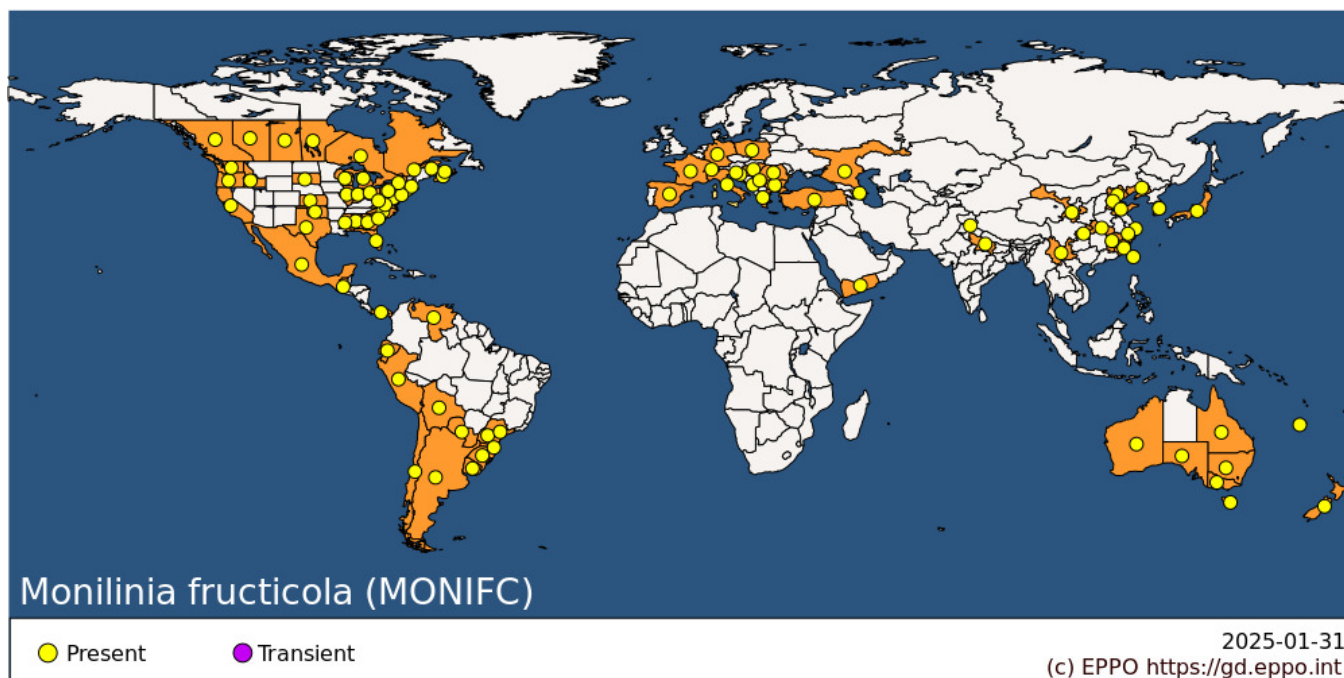 Monilinia fructicola (MONIFC)
Present
Transient
2025-01-31
(c) EPPO https://gd.eppo.int